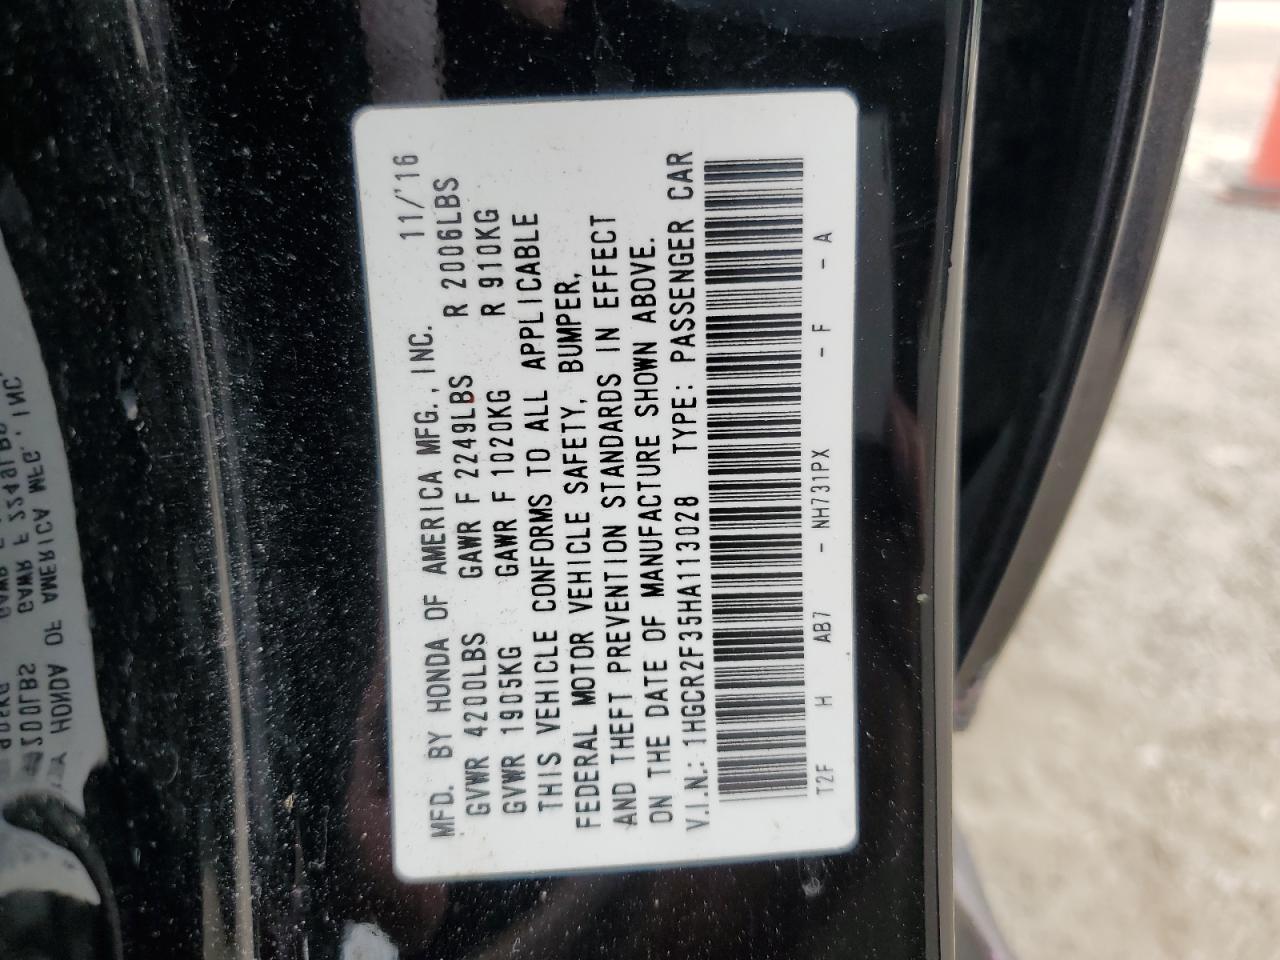 MFD. BY HONDA OF AMERICA MFG., INC. 11/'16
GVWR 4200LBS GAWR F 2249LBS R 2006LBS
GVWR 1905KG GAWR F 1020KG R 910KG
THIS VEHICLE CONFORMS TO ALL APPLICABLE
FEDERAL MOTOR VEHICLE SAFETY, BUMPER,
AND THEFT PREVENTION STANDARDS IN EFFECT
ON THE DATE OF MANUFACTURE SHOWN ABOVE.
V.I.N.: 1HGCR2F35HA113028 TYPE: PASSENGER CAR
T2F H AB7 - NH731PX - F - A